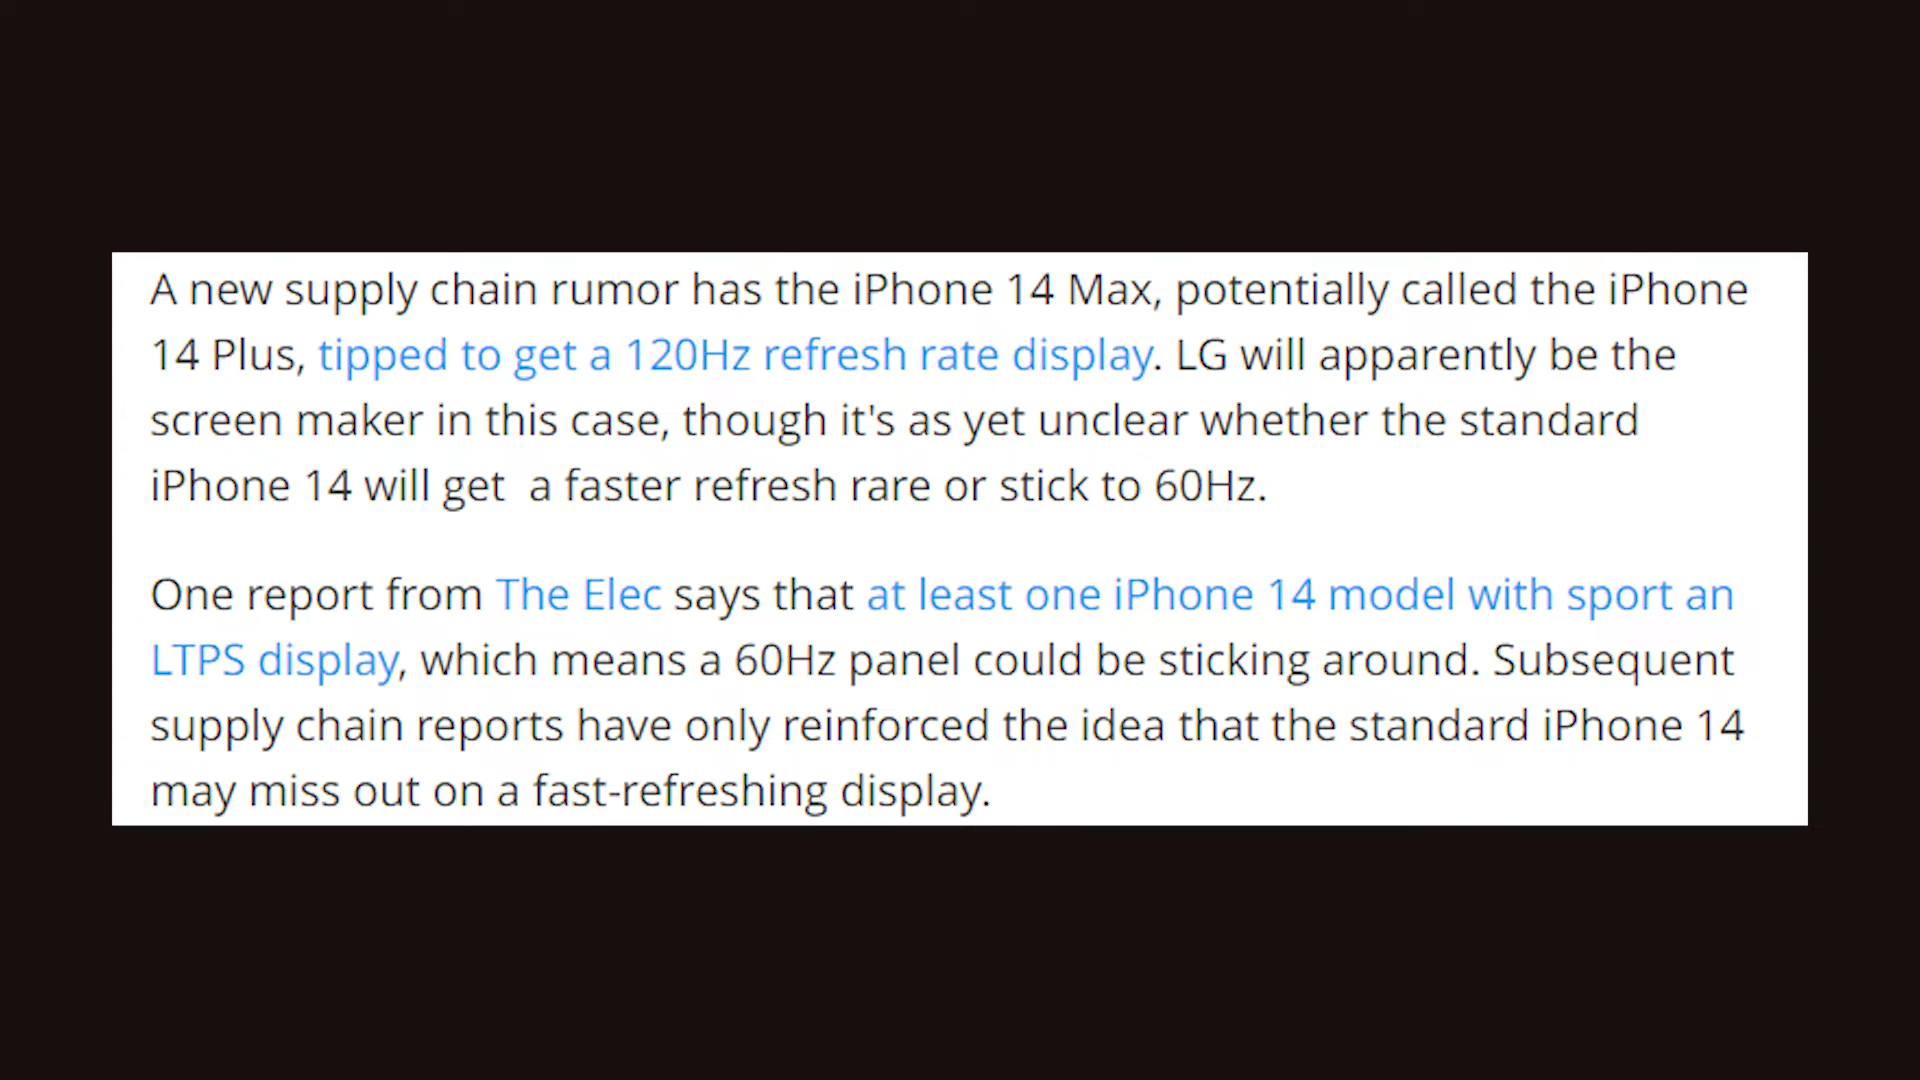 A new supply chain rumor has the iPhone 14 Max, potentially called the iPhone
14 Plus, tipped to get a 120Hz refresh rate display. LG will apparently be the
screen maker in this case, though it's as yet unclear whether the standard
iPhone 14 will get  a faster refresh rare or stick to 60Hz.
One report from The Elec says that at least one iPhone 14 model with sport an
LTPS display, which means a 60Hz panel could be sticking around. Subsequent
supply chain reports have only reinforced the idea that the standard iPhone 14
may miss out on a fast-refreshing display.